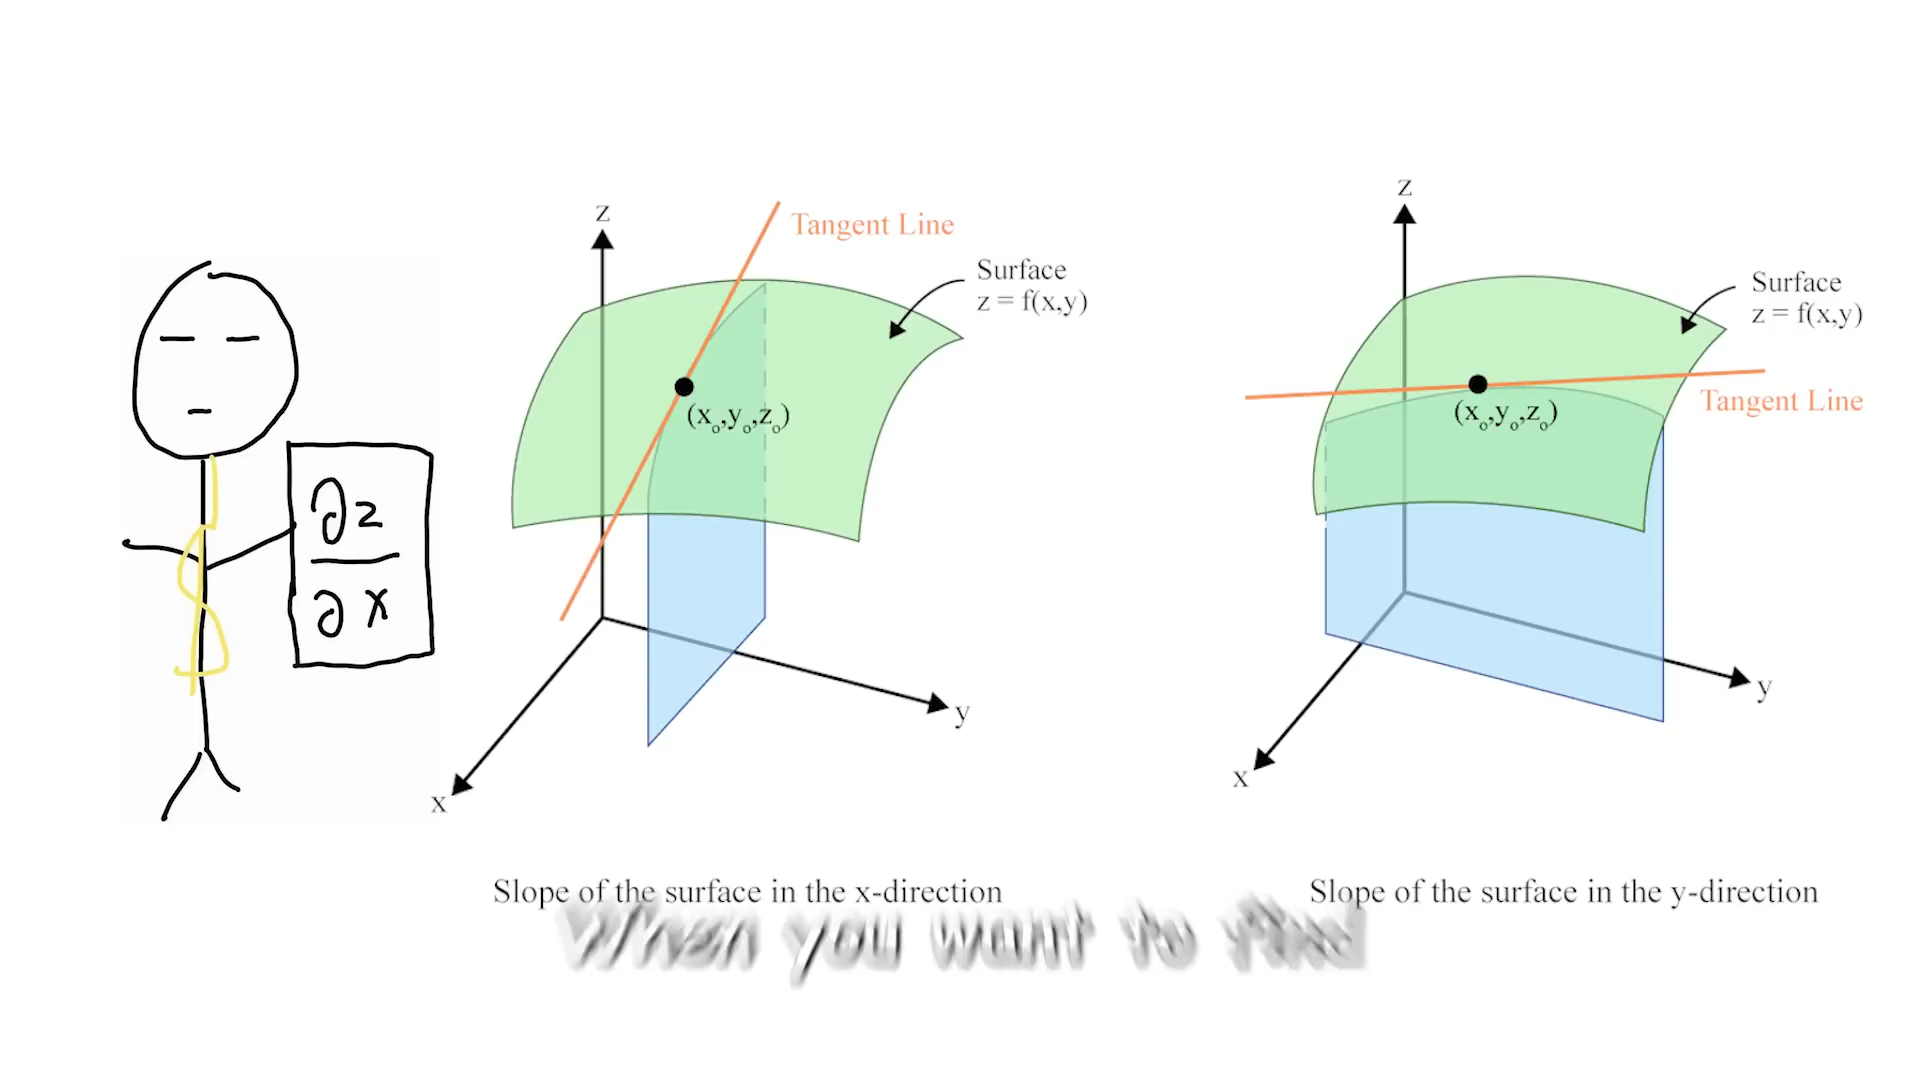 ∂z
∂x
z
Tangent Line
Surface
z = f(x,y)
(x₀,y₀,z₀)
y
x
Slope of the surface in the x-direction
z
Surface
z = f(x,y)
Tangent Line
(x₀,y₀,z₀)
y
x
Slope of the surface in the y-direction
When you want to find